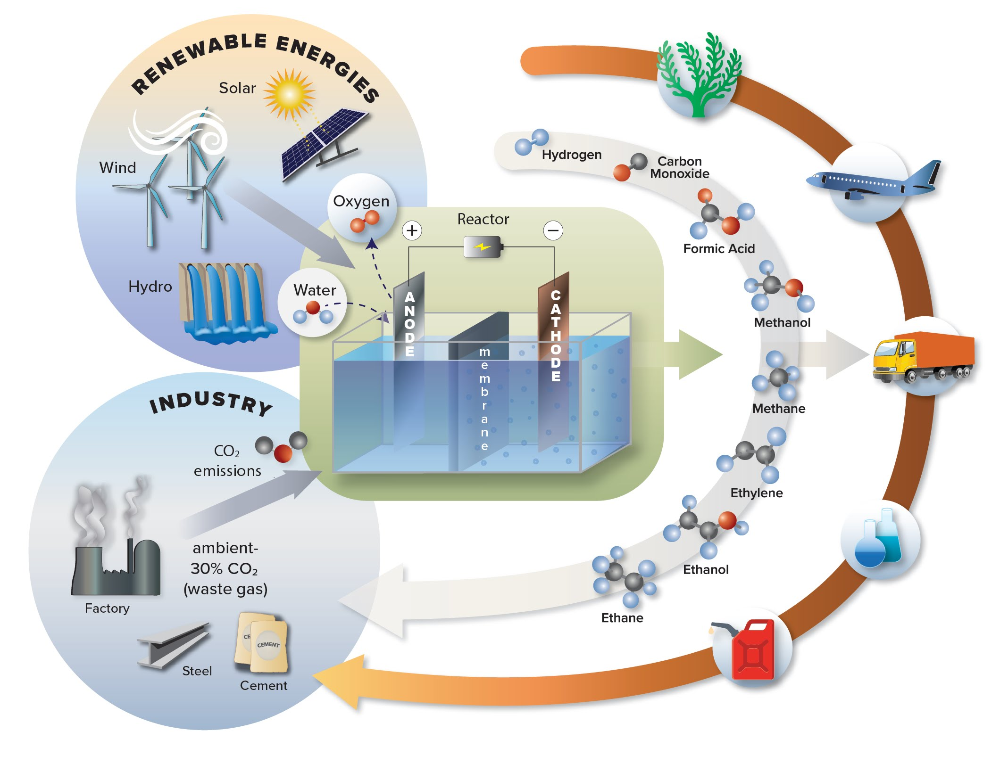 RENEWABLE ENERGIES
Solar
Wind
Hydro
Oxygen
Water
Reactor
+
−
ANODE
membrane
CATHODE
INDUSTRY
CO₂
emissions
ambient-
30% CO₂
(waste gas)
Factory
Steel
CE
CEMENT
Cement
Hydrogen
Carbon
Monoxide
Formic Acid
Methanol
Methane
Ethylene
Ethanol
Ethane